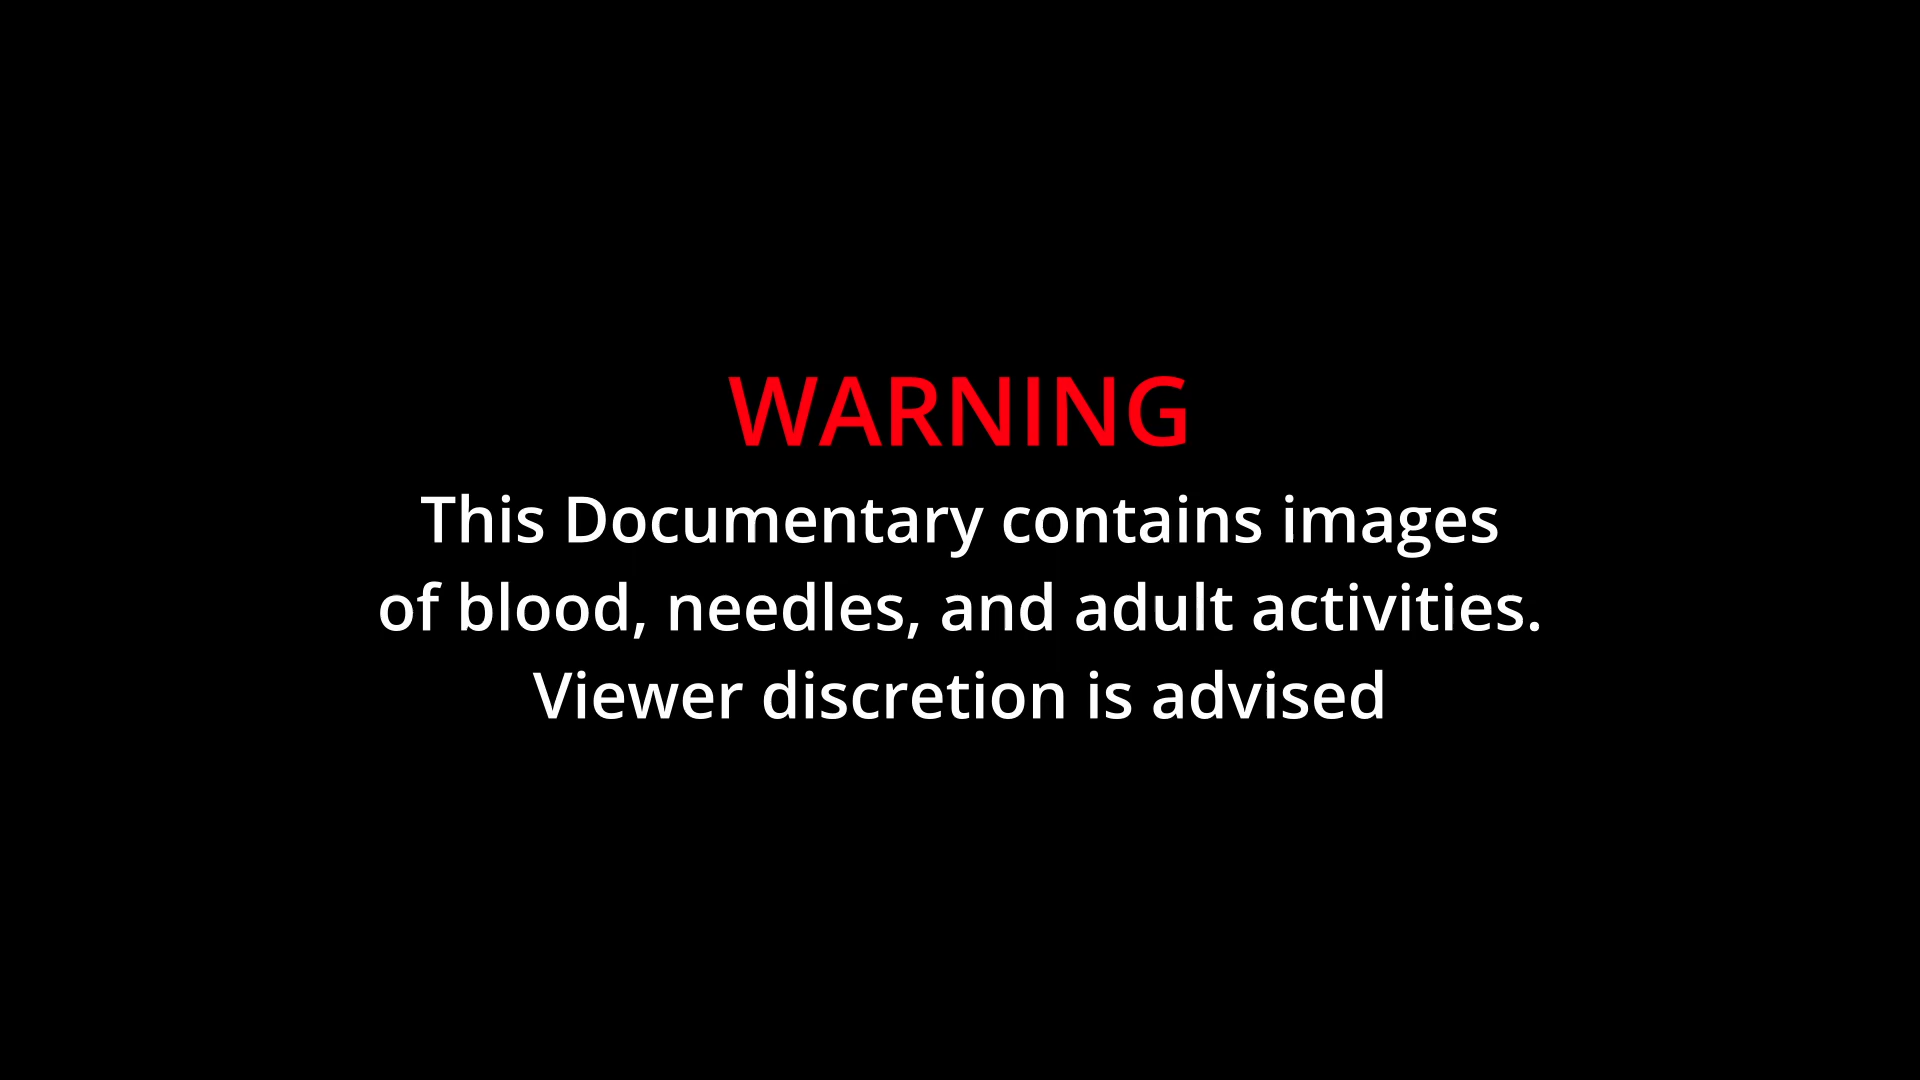 WARNING
This Documentary contains images
of blood, needles, and adult activities.
Viewer discretion is advised